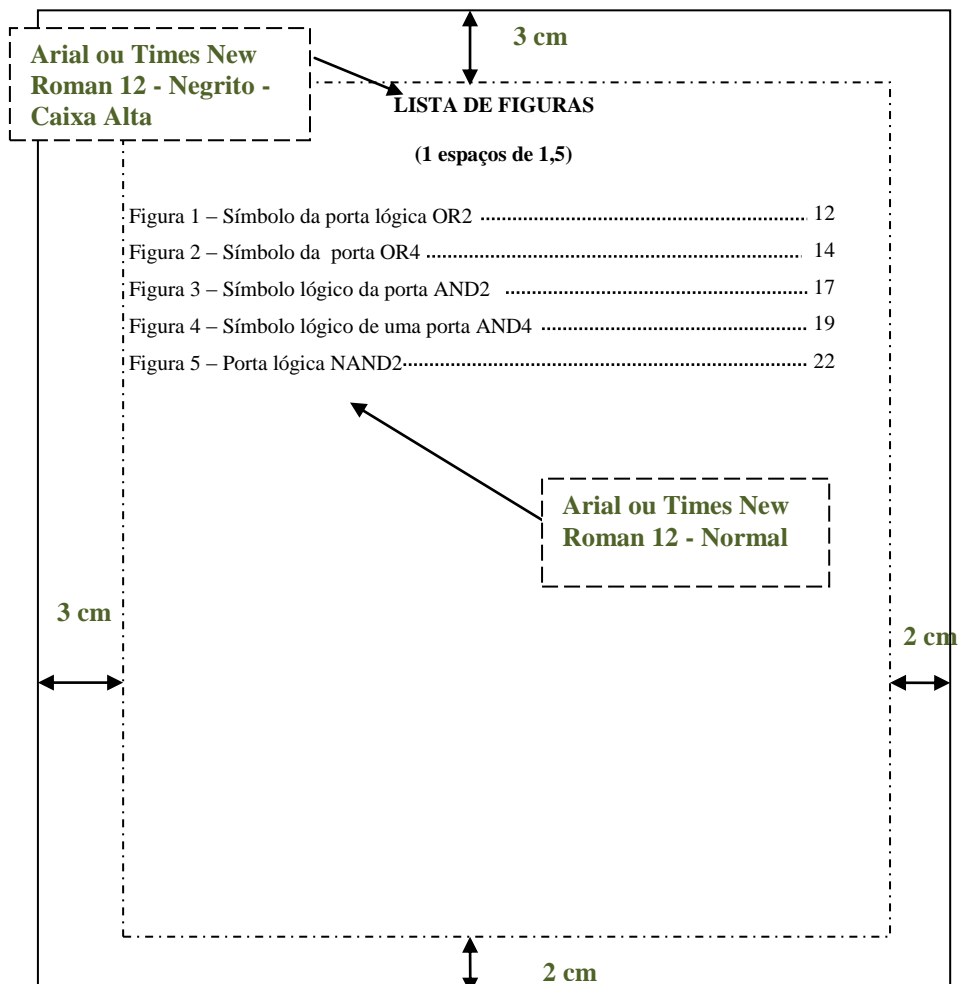 3 cm
Arial ou Times New
Roman 12 - Negrito -
Caixa Alta
LISTA DE FIGURAS
(1 espaços de 1,5)
Figura 1 – Símbolo da porta lógica OR2 ........................................ 12
Figura 2 – Símbolo da  porta OR4 ........................................ 14
Figura 3 – Símbolo lógico da porta AND2 ........................................ 17
Figura 4 – Símbolo lógico de uma porta AND4 ........................................ 19
Figura 5 – Porta lógica NAND2 ........................................ 22
Arial ou Times New
Roman 12 - Normal
3 cm
2 cm
2 cm